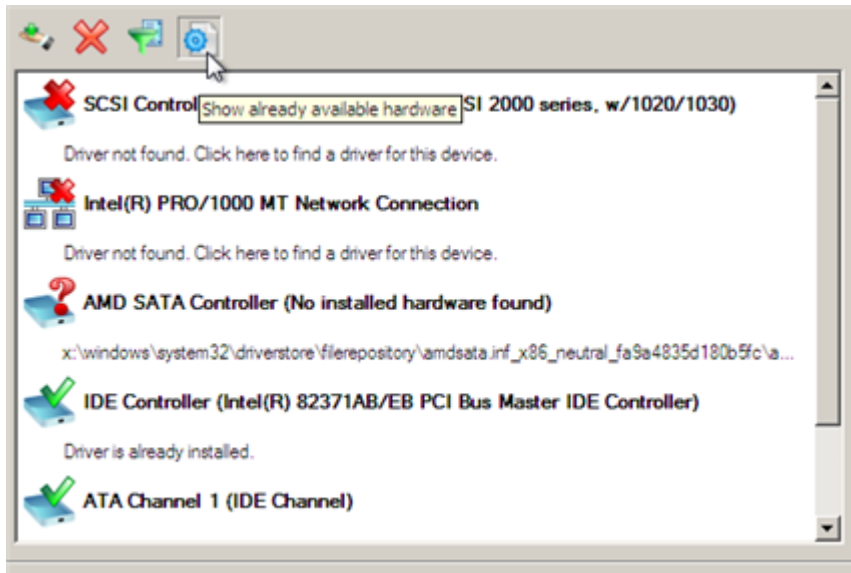 SCSI Control
Show already available hardware
SI 2000 series, w/1020/1030)
Driver not found. Click here to find a driver for this device.
Intel(R) PRO/1000 MT Network Connection
Driver not found. Click here to find a driver for this device.
AMD SATA Controller (No installed hardware found)
x:\windows\system32\driverstore\filerepository\amdsata.inf_x86_neutral_fa9a4835d180b5fc\a...
IDE Controller (Intel(R) 82371AB/EB PCI Bus Master IDE Controller)
Driver is already installed.
ATA Channel 1 (IDE Channel)